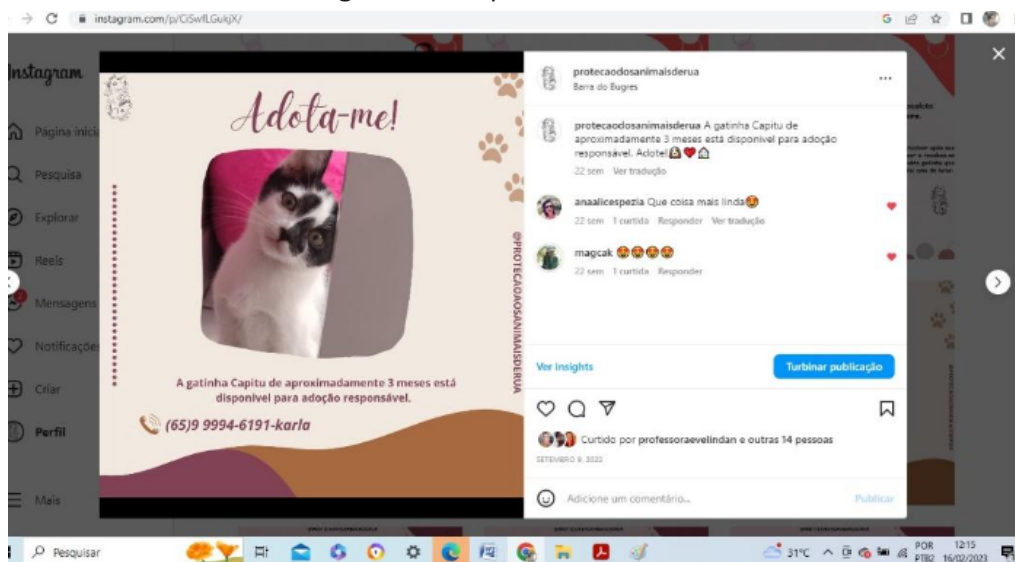 instagram.com/p/CiSwfLGukjX/
Instagram
Página inicia
Pesquisa
Explorar
Reels
Mensagens
Notificações
Criar
Perfil
Mais
Adota-me!
@PROTECAODAOSANIMAISDERUA
A gatinha Capitu de aproximadamente 3 meses está
disponivel para adoção responsável.
(65)9 9994-6191-karla
protecaodosanimaisderua
Barra do Bugres
protecaodosanimaisderua A gatinha Capitu de
aproximadamente 3 meses está disponivel para adoção
responsável. Adote!
22 sem Ver tradução
anaalicespezia Que coisa mais linda
22 sem 1 curtida Responder Ver tradução
magcak
22 sem 1 curtida Responder
Ver insights
Turbinar publicação
Curtido por professoraevelindan e outras 14 pessoas
SETEMBRO 9, 2022
Adicione um comentário...
Publicar
Pesquisar
31°C
POR
PTB2
12:15
16/02/2023